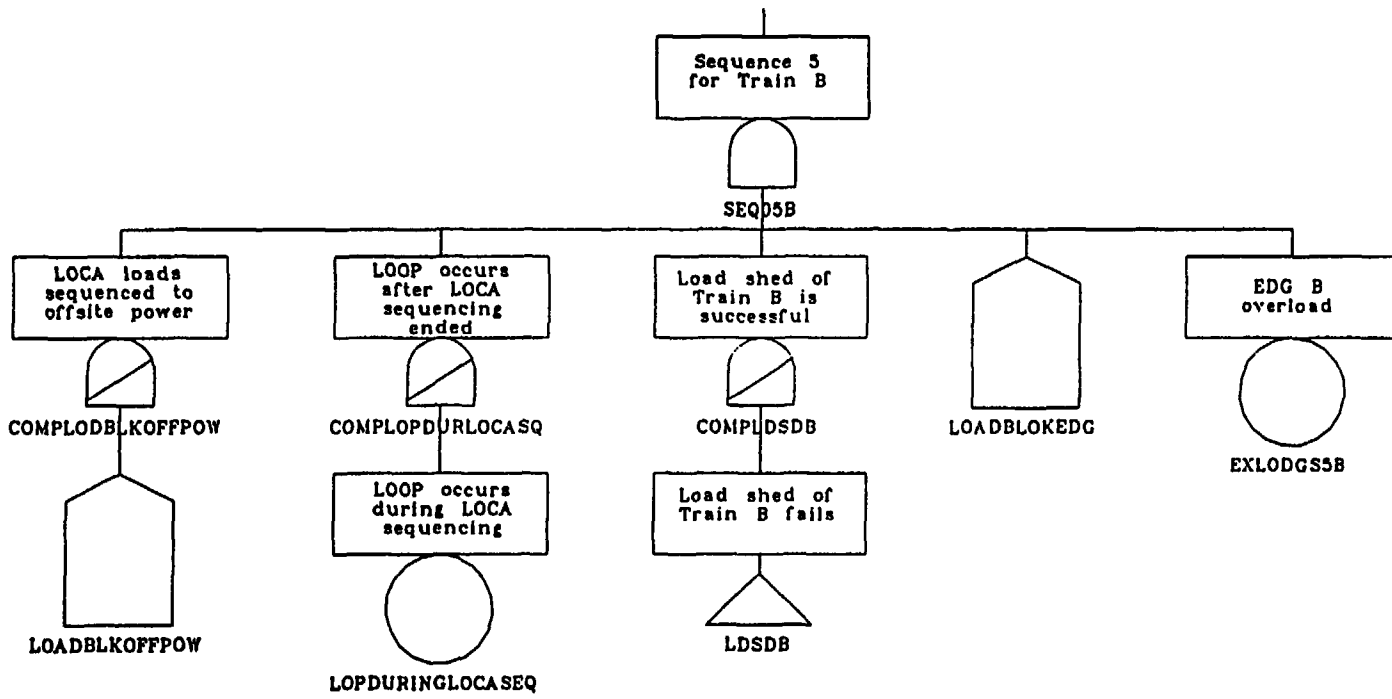 Sequence 5
for Train B
SEQ05B
LOCA loads
sequenced to
offsite power
COMPLODBLKOFFPOW
LOADBLKOFFPOW
LOOP occurs
after LOCA
sequencing
ended
COMPLOPDURLOCASQ
LOOP occurs
during LOCA
sequencing
LOPDURINGLOCASEQ
Load shed of
Train B is
successful
COMPLDSDB
Load shed of
Train B fails
LDSDB
LOADBLOKEDG
EDG B
overload
EXLODGS5B